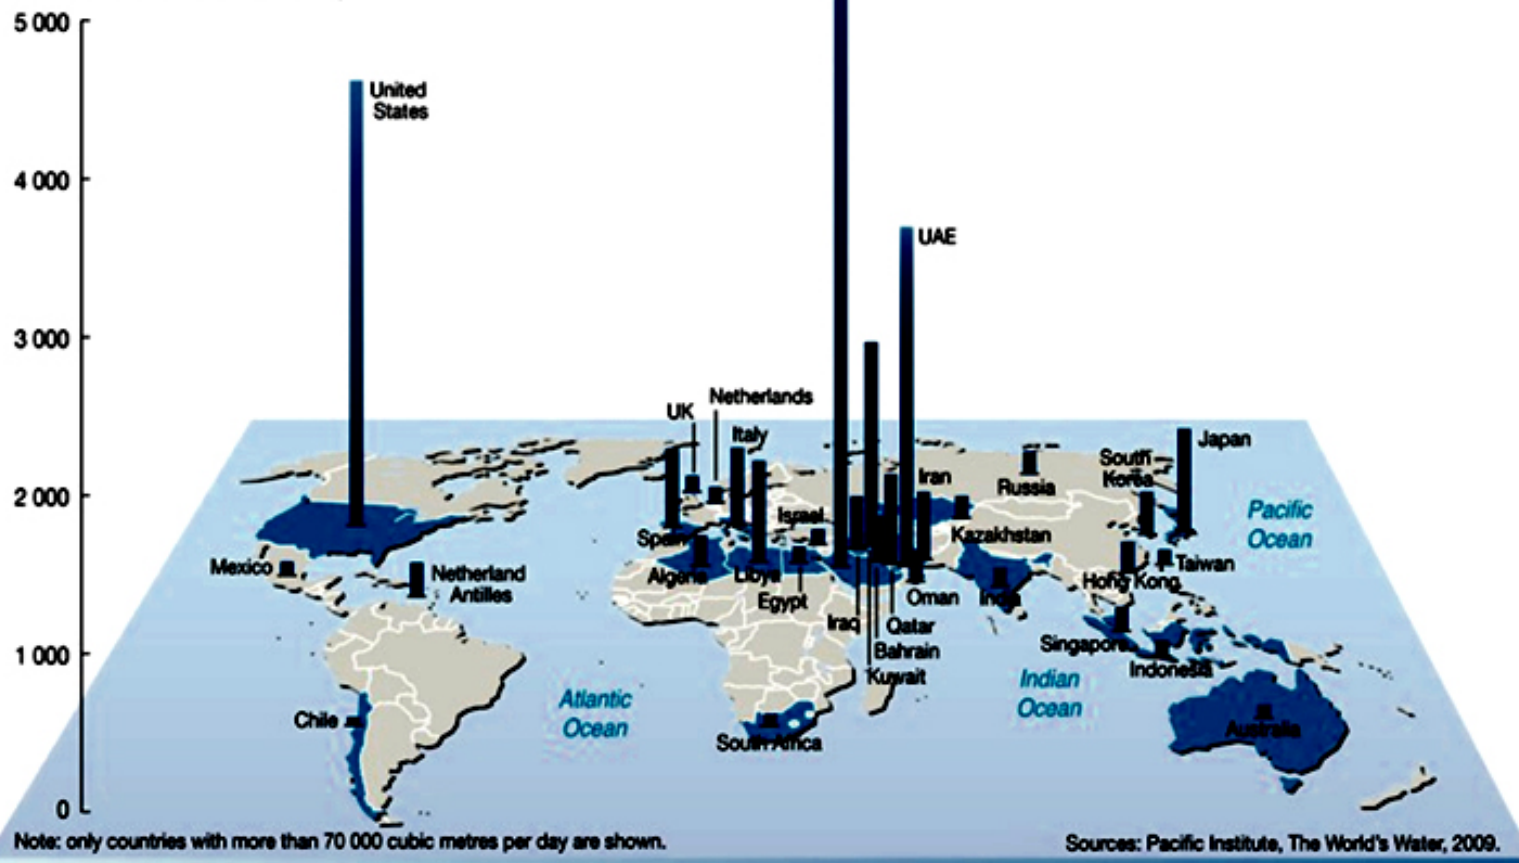 5 000
4 000
3 000
2 000
1 000
0
United
States
UAE
Netherlands
UK
Italy
Japan
South
Korea
Iran
Russia
Israel
Pacific
Ocean
Spain
Kazakhstan
Mexico
Netherland
Antilles
Algeria
Libya
Taiwan
Hong Kong
Egypt
Oman
India
Iraq
Qatar
Bahrain
Kuwait
Singapore
Indonesia
Atlantic
Ocean
Indian
Ocean
Chile
South Africa
Australia
Note: only countries with more than 70 000 cubic metres per day are shown.
Sources: Pacific Institute, The World's Water, 2009.